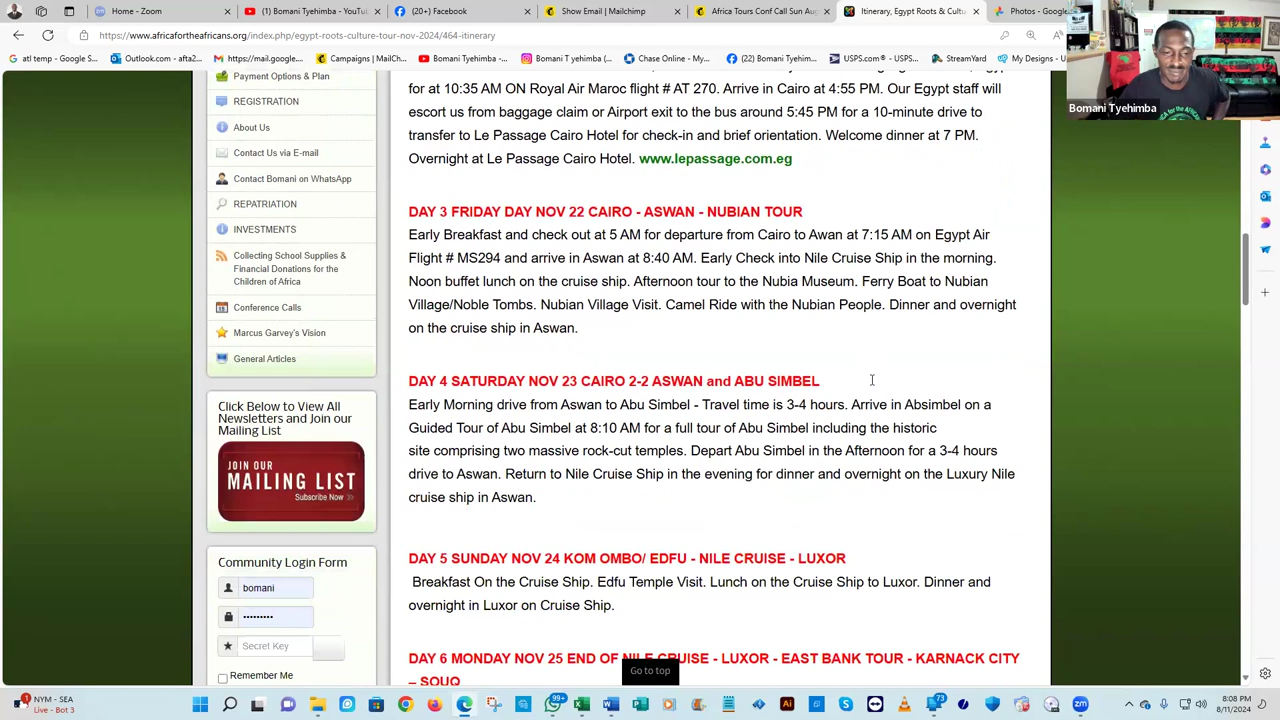 Home - Dashboard
Bomani Tyehimba - YouTub
(20+) Facebook
Show Email | Mailchimp
Africa Tours Conf Call Sun Au
Itinerary, Egypt Roots & Cultu
Photos - Google
https://www.africafortheafricans.org/index.php/egypt-roots-culture-tour-nov-2024/464-itinerary
atl temp - Google S...
Outlook.com - afta2...
https://mail.google...
Campaigns | MailCh...
Bomani Tyehimba -...
Bomani T yehimba (...
Chase Online - My...
(22) Bomani Tyehim...
USPS.com® - USPS...
StreamYard
My Designs -
Bomani Tyehimba
Payment Options & Plan
REGISTRATION
About Us
Contact Us via E-mail
Contact Bomani on WhatsApp
REPATRIATION
INVESTMENTS
Collecting School Supplies &
Financial Donations for the
Children of Africa
Conference Calls
Marcus Garvey's Vision
General Articles
Click Below to View All
Newsletters and Join our
Mailing List
JOIN OUR
MAILING LIST
Subscribe Now >>
Community Login Form
bomani
Secret Key
Remember Me
for at 10:35 AM ON Royal Air Maroc flight # AT 270. Arrive in Cairo at 4:55 PM. Our Egypt staff will
escort us from baggage claim or Airport exit to the bus around 5:45 PM for a 10-minute drive to
transfer to Le Passage Cairo Hotel for check-in and brief orientation. Welcome dinner at 7 PM.
Overnight at Le Passage Cairo Hotel. www.lepassage.com.eg
DAY 3 FRIDAY DAY NOV 22 CAIRO - ASWAN - NUBIAN TOUR
Early Breakfast and check out at 5 AM for departure from Cairo to Awan at 7:15 AM on Egypt Air
Flight # MS294 and arrive in Aswan at 8:40 AM. Early Check into Nile Cruise Ship in the morning.
Noon buffet lunch on the cruise ship. Afternoon tour to the Nubia Museum. Ferry Boat to Nubian
Village/Noble Tombs. Nubian Village Visit. Camel Ride with the Nubian People. Dinner and overnight
on the cruise ship in Aswan.
DAY 4 SATURDAY NOV 23 CAIRO 2-2 ASWAN and ABU SIMBEL
Early Morning drive from Aswan to Abu Simbel - Travel time is 3-4 hours. Arrive in Absimbel on a
Guided Tour of Abu Simbel at 8:10 AM for a full tour of Abu Simbel including the historic
site comprising two massive rock-cut temples. Depart Abu Simbel in the Afternoon for a 3-4 hours
drive to Aswan. Return to Nile Cruise Ship in the evening for dinner and overnight on the Luxury Nile
cruise ship in Aswan.
DAY 5 SUNDAY NOV 24 KOM OMBO/ EDFU - NILE CRUISE - LUXOR
Breakfast On the Cruise Ship. Edfu Temple Visit. Lunch on the Cruise Ship to Luxor. Dinner and
overnight in Luxor on Cruise Ship.
DAY 6 MONDAY NOV 25 END OF NILE CRUISE - LUXOR - EAST BANK TOUR - KARNACK CITY
– SOUQ
Go to top
NYM - SEA
Live - Bot 3
99+
73
8:08 PM
8/11/2024